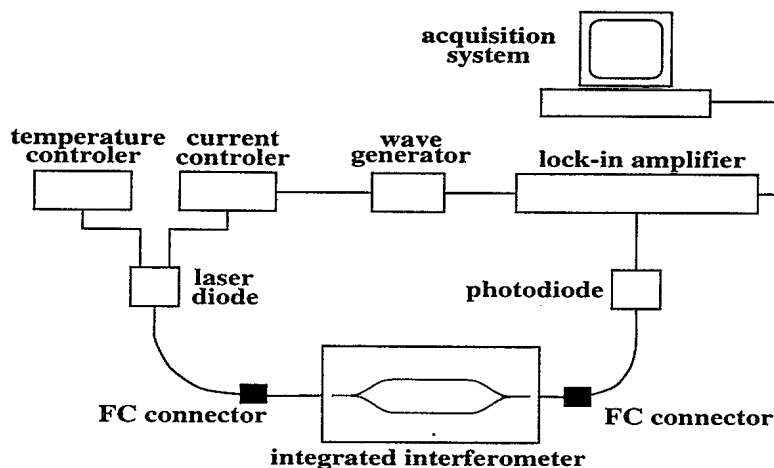 acquisition
system
temperature
controler
current
controler
wave
generator
lock-in amplifier
laser
diode
photodiode
FC connector
FC connector
integrated interferometer